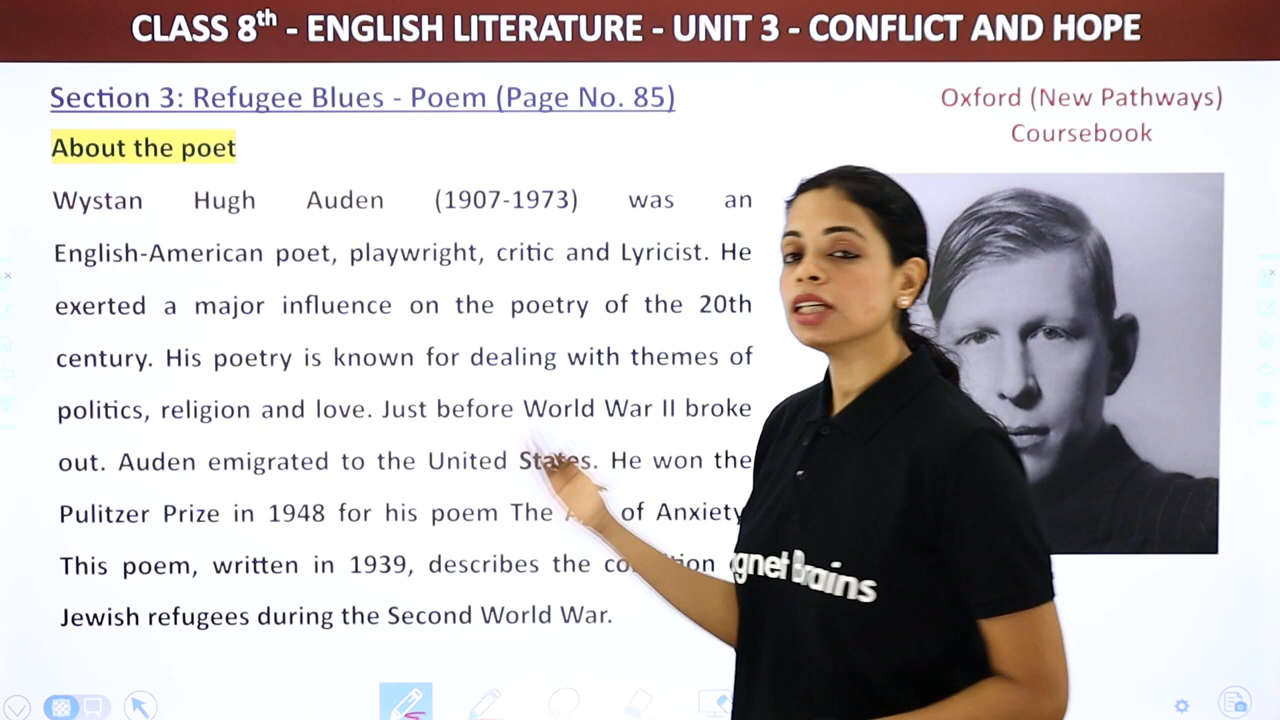 CLASS 8th - ENGLISH LITERATURE - UNIT 3 - CONFLICT AND HOPE
Section 3: Refugee Blues - Poem (Page No. 85)
Oxford (New Pathways)
Coursebook
About the poet
Wystan Hugh Auden (1907-1973) was an
English-American poet, playwright, critic and Lyricist. He
exerted a major influence on the poetry of the 20th
century. His poetry is known for dealing with themes of
politics, religion and love. Just before World War II broke
out. Auden emigrated to the United States. He won the
Pulitzer Prize in 1948 for his poem The of Anxiety
This poem, written in 1939, describes the
Jewish refugees during the Second World War.
gnet Brains